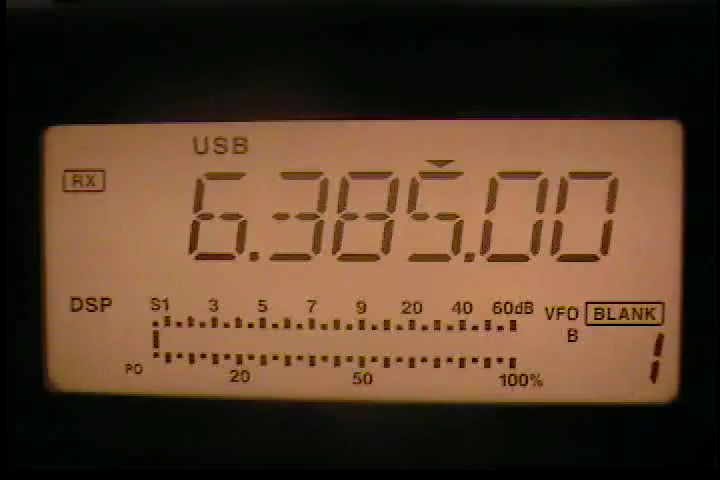 USB
RX
6.385.00
DSP
S1 3 5 7 9 20 40 60dB
VFO BLANK
B
1
PO 20 50 100%